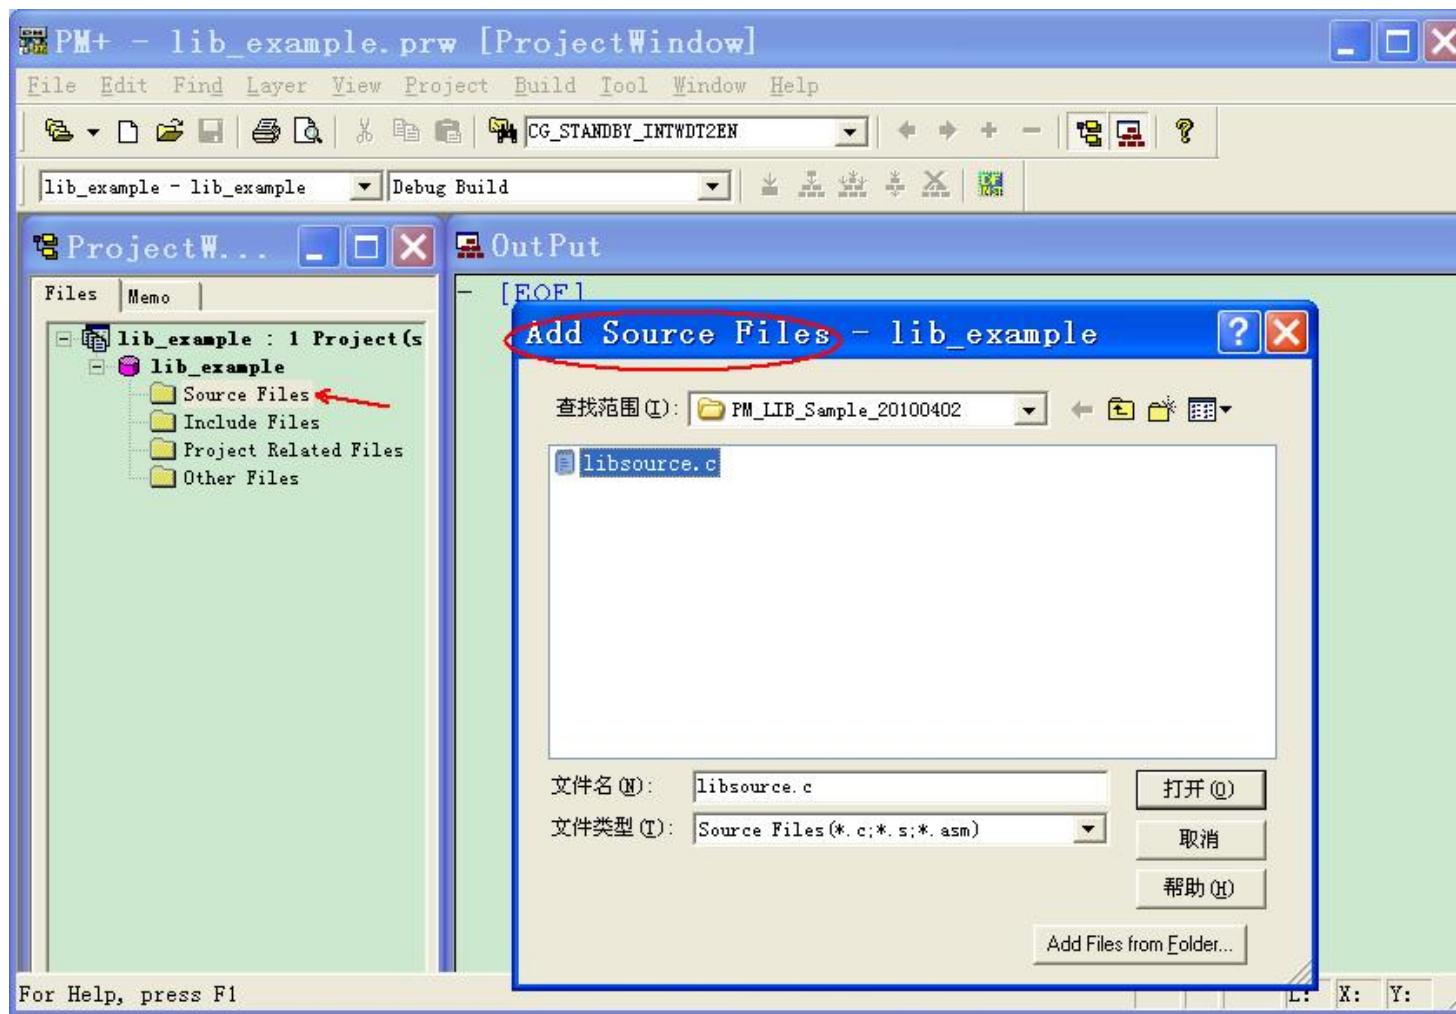 PM+ - lib_example.prw [ProjectWindow]
File Edit Find Layer View Project Build Tool Window Help
CG_STANDBY_INTWDT2EN
lib_example - lib_example Debug Build
ProjectW... OutPut
Files Memo
[EOF]
lib_example : 1 Project(s
lib_example
Source Files
Include Files
Project Related Files
Other Files
Add Source Files - lib_example
查找范围(I): PM_LIB_Sample_20100402
libsource.c
文件名(N): libsource.c
打开(O)
文件类型(T): Source Files(*.c;*.s;*.asm)
取消
帮助(H)
Add Files from Folder...
For Help, press F1
L: X: Y: